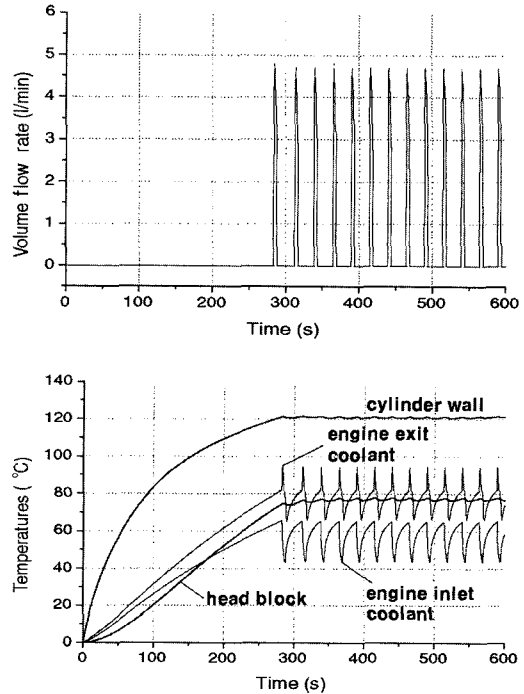 Volume flow rate (l/min)
6
5
4
3
2
1
0
0 100 200 300 400 500 600
Time (s)
Temperatures (°C)
140
120
100
80
60
40
20
0
cylinder wall
engine exit
coolant
head block
engine inlet
coolant
0 100 200 300 400 500 600
Time (s)